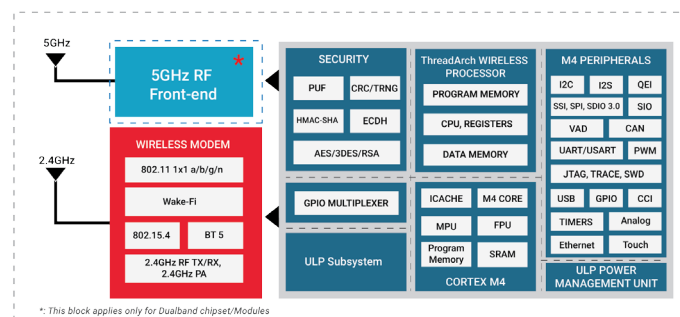 5GHz
5GHz RF
Front-end
*
WIRELESS MODEM
802.11 1x1 a/b/g/n
Wake-Fi
802.15.4
BT 5
2.4GHz RF TX/RX,
2.4GHz PA
2.4GHz
SECURITY
PUF
CRC/TRNG
HMAC-SHA
ECDH
AES/3DES/RSA
GPIO MULTIPLEXER
ULP Subsystem
ThreadArch WIRELESS
PROCESSOR
PROGRAM MEMORY
CPU, REGISTERS
DATA MEMORY
ICACHE
M4 CORE
MPU
FPU
Program
Memory
SRAM
CORTEX M4
M4 PERIPHERALS
I2C
I2S
QEI
SSI, SPI, SDIO 3.0
SIO
VAD
CAN
UART/USART
PWM
JTAG, TRACE, SWD
USB
GPIO
CCI
TIMERS
Analog
Ethernet
Touch
ULP POWER
MANAGEMENT UNIT
*: This block applies only for Dualband chipset/Modules